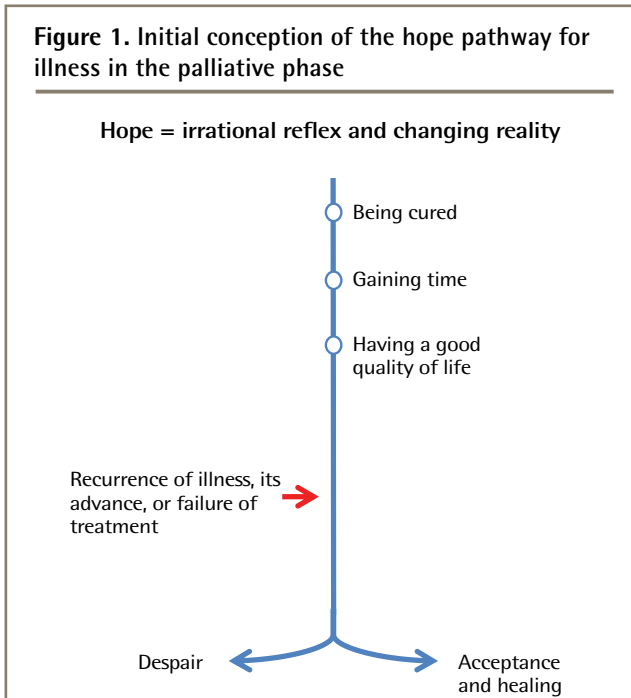 Figure 1. Initial conception of the hope pathway for
illness in the palliative phase
Hope = irrational reflex and changing reality
Being cured
Gaining time
Having a good
quality of life
Recurrence of illness, its
advance, or failure of
treatment
Despair
Acceptance
and healing